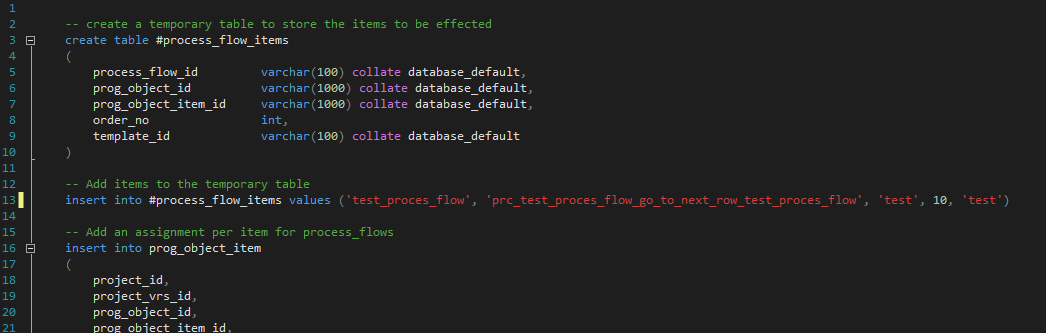 1
2 -- create a temporary table to store the items to be effected
3 create table #process_flow_items
4 (
5 process_flow_id varchar(100) collate database_default,
6 prog_object_id varchar(1000) collate database_default,
7 prog_object_item_id varchar(1000) collate database_default,
8 order_no int,
9 template_id varchar(100) collate database_default
10 )
11
12 -- Add items to the temporary table
13 insert into #process_flow_items values ('test_proces_flow', 'prc_test_proces_flow_go_to_next_row_test_proces_flow', 'test', 10, 'test')
14
15 -- Add an assignment per item for process_flows
16 insert into prog_object_item
17 (
18 project_id,
19 project_vrs_id,
20 prog_object_id,
21 prog_object_item_id,